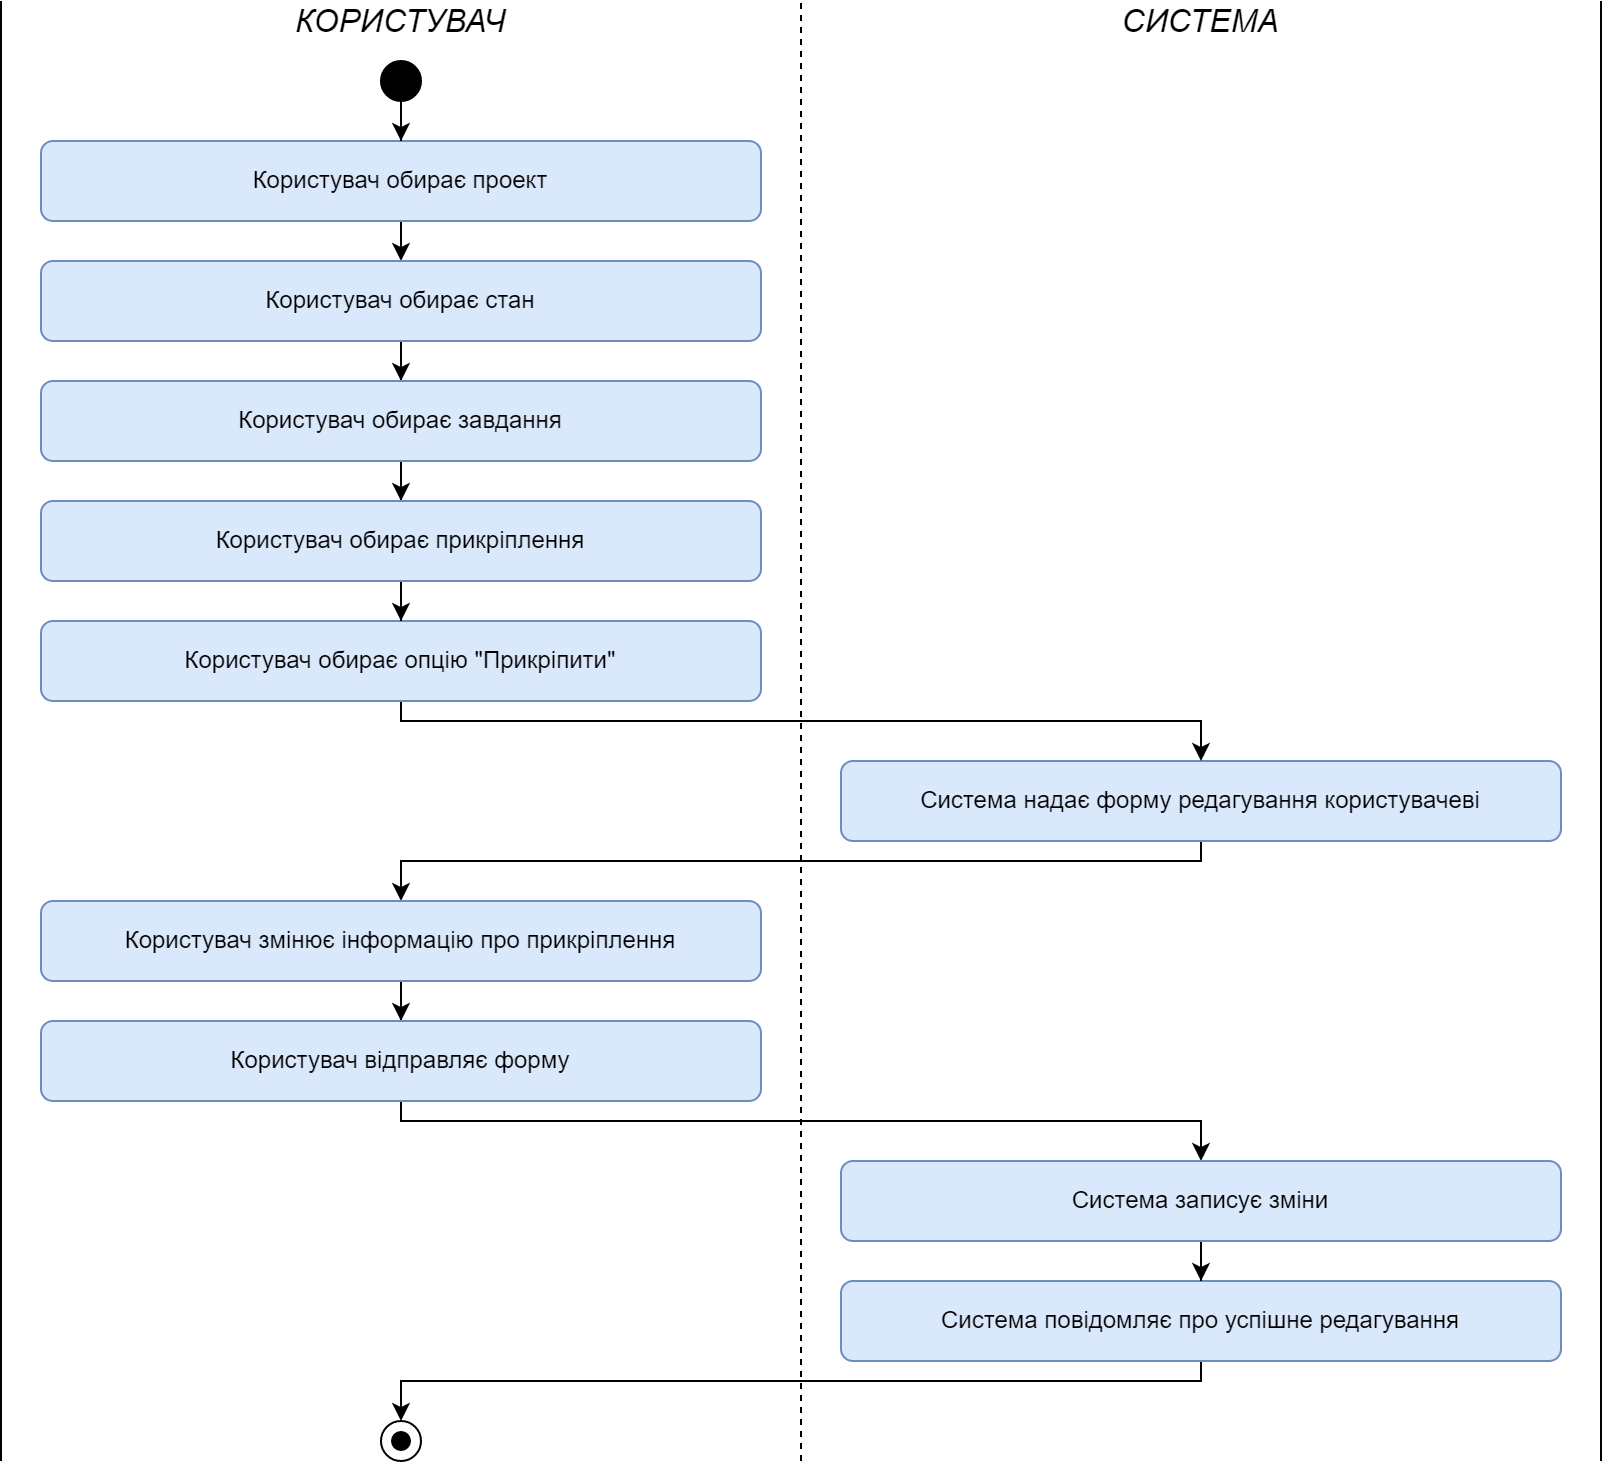 КОРИСТУВАЧ
СИСТЕМА
Користувач обирає проект
Користувач обирає стан
Користувач обирає завдання
Користувач обирає прикріплення
Користувач обирає опцію "Прикріпити"
Система надає форму редагування користувачеві
Користувач змінює інформацію про прикріплення
Користувач відправляє форму
Система записує зміни
Система повідомляє про успішне редагування